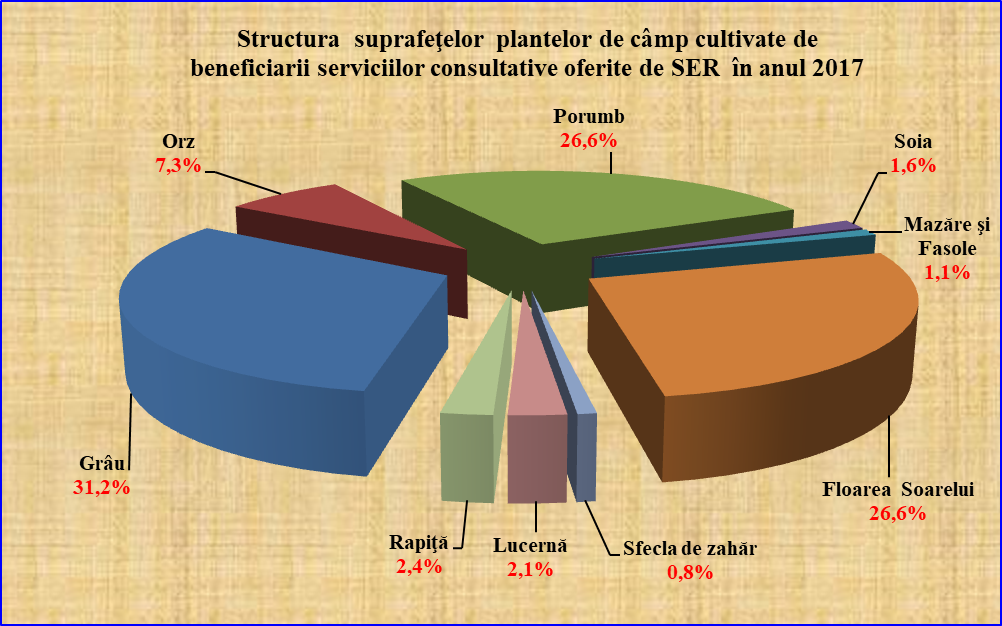 Structura suprafeţelor plantelor de câmp cultivate de
beneficiarii serviciilor consultative oferite de SER în anul 2017
Porumb
26,6%
Orz
7,3%
Soia
1,6%
Mazăre şi
Fasole
1,1%
Grâu
31,2%
Floarea Soarelui
26,6%
Rapiţă
2,4%
Lucernă
2,1%
Sfecla de zahăr
0,8%